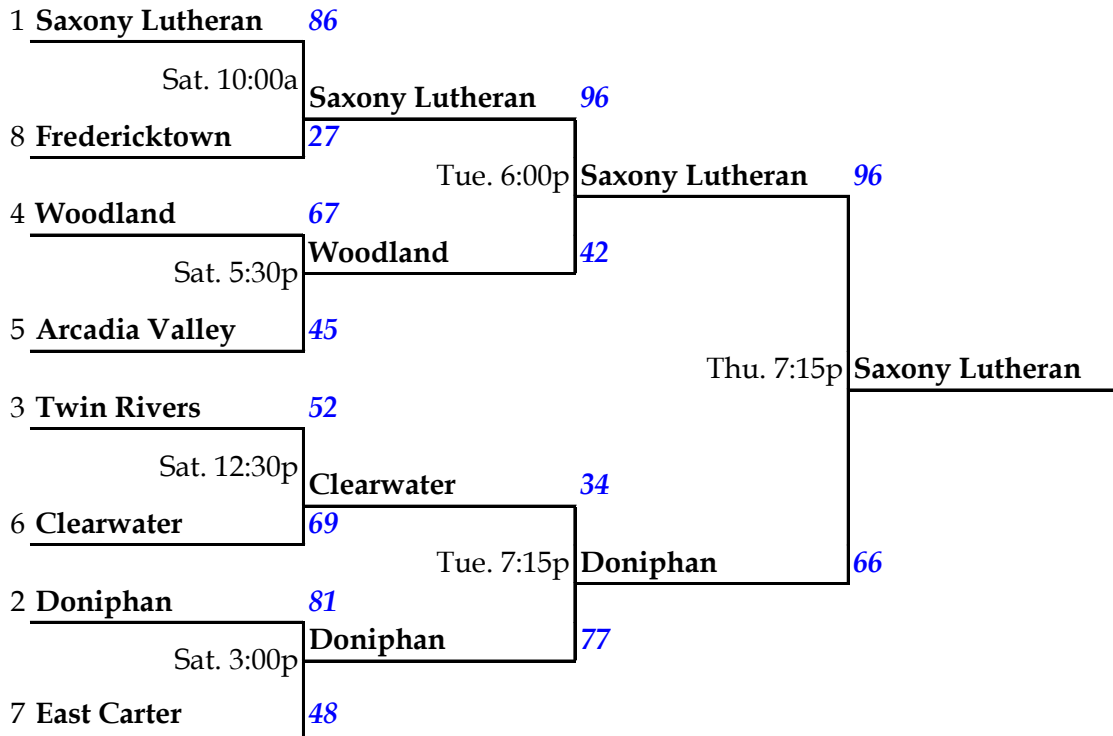 1 Saxony Lutheran 86
Sat. 10:00a
Saxony Lutheran 96
8 Fredericktown 27
Tue. 6:00p Saxony Lutheran 96
4 Woodland 67
Woodland 42
Sat. 5:30p
5 Arcadia Valley 45
Thu. 7:15p Saxony Lutheran
3 Twin Rivers 52
Sat. 12:30p
Clearwater 34
6 Clearwater 69
Tue. 7:15p Doniphan 66
2 Doniphan 81
Doniphan 77
Sat. 3:00p
7 East Carter 48